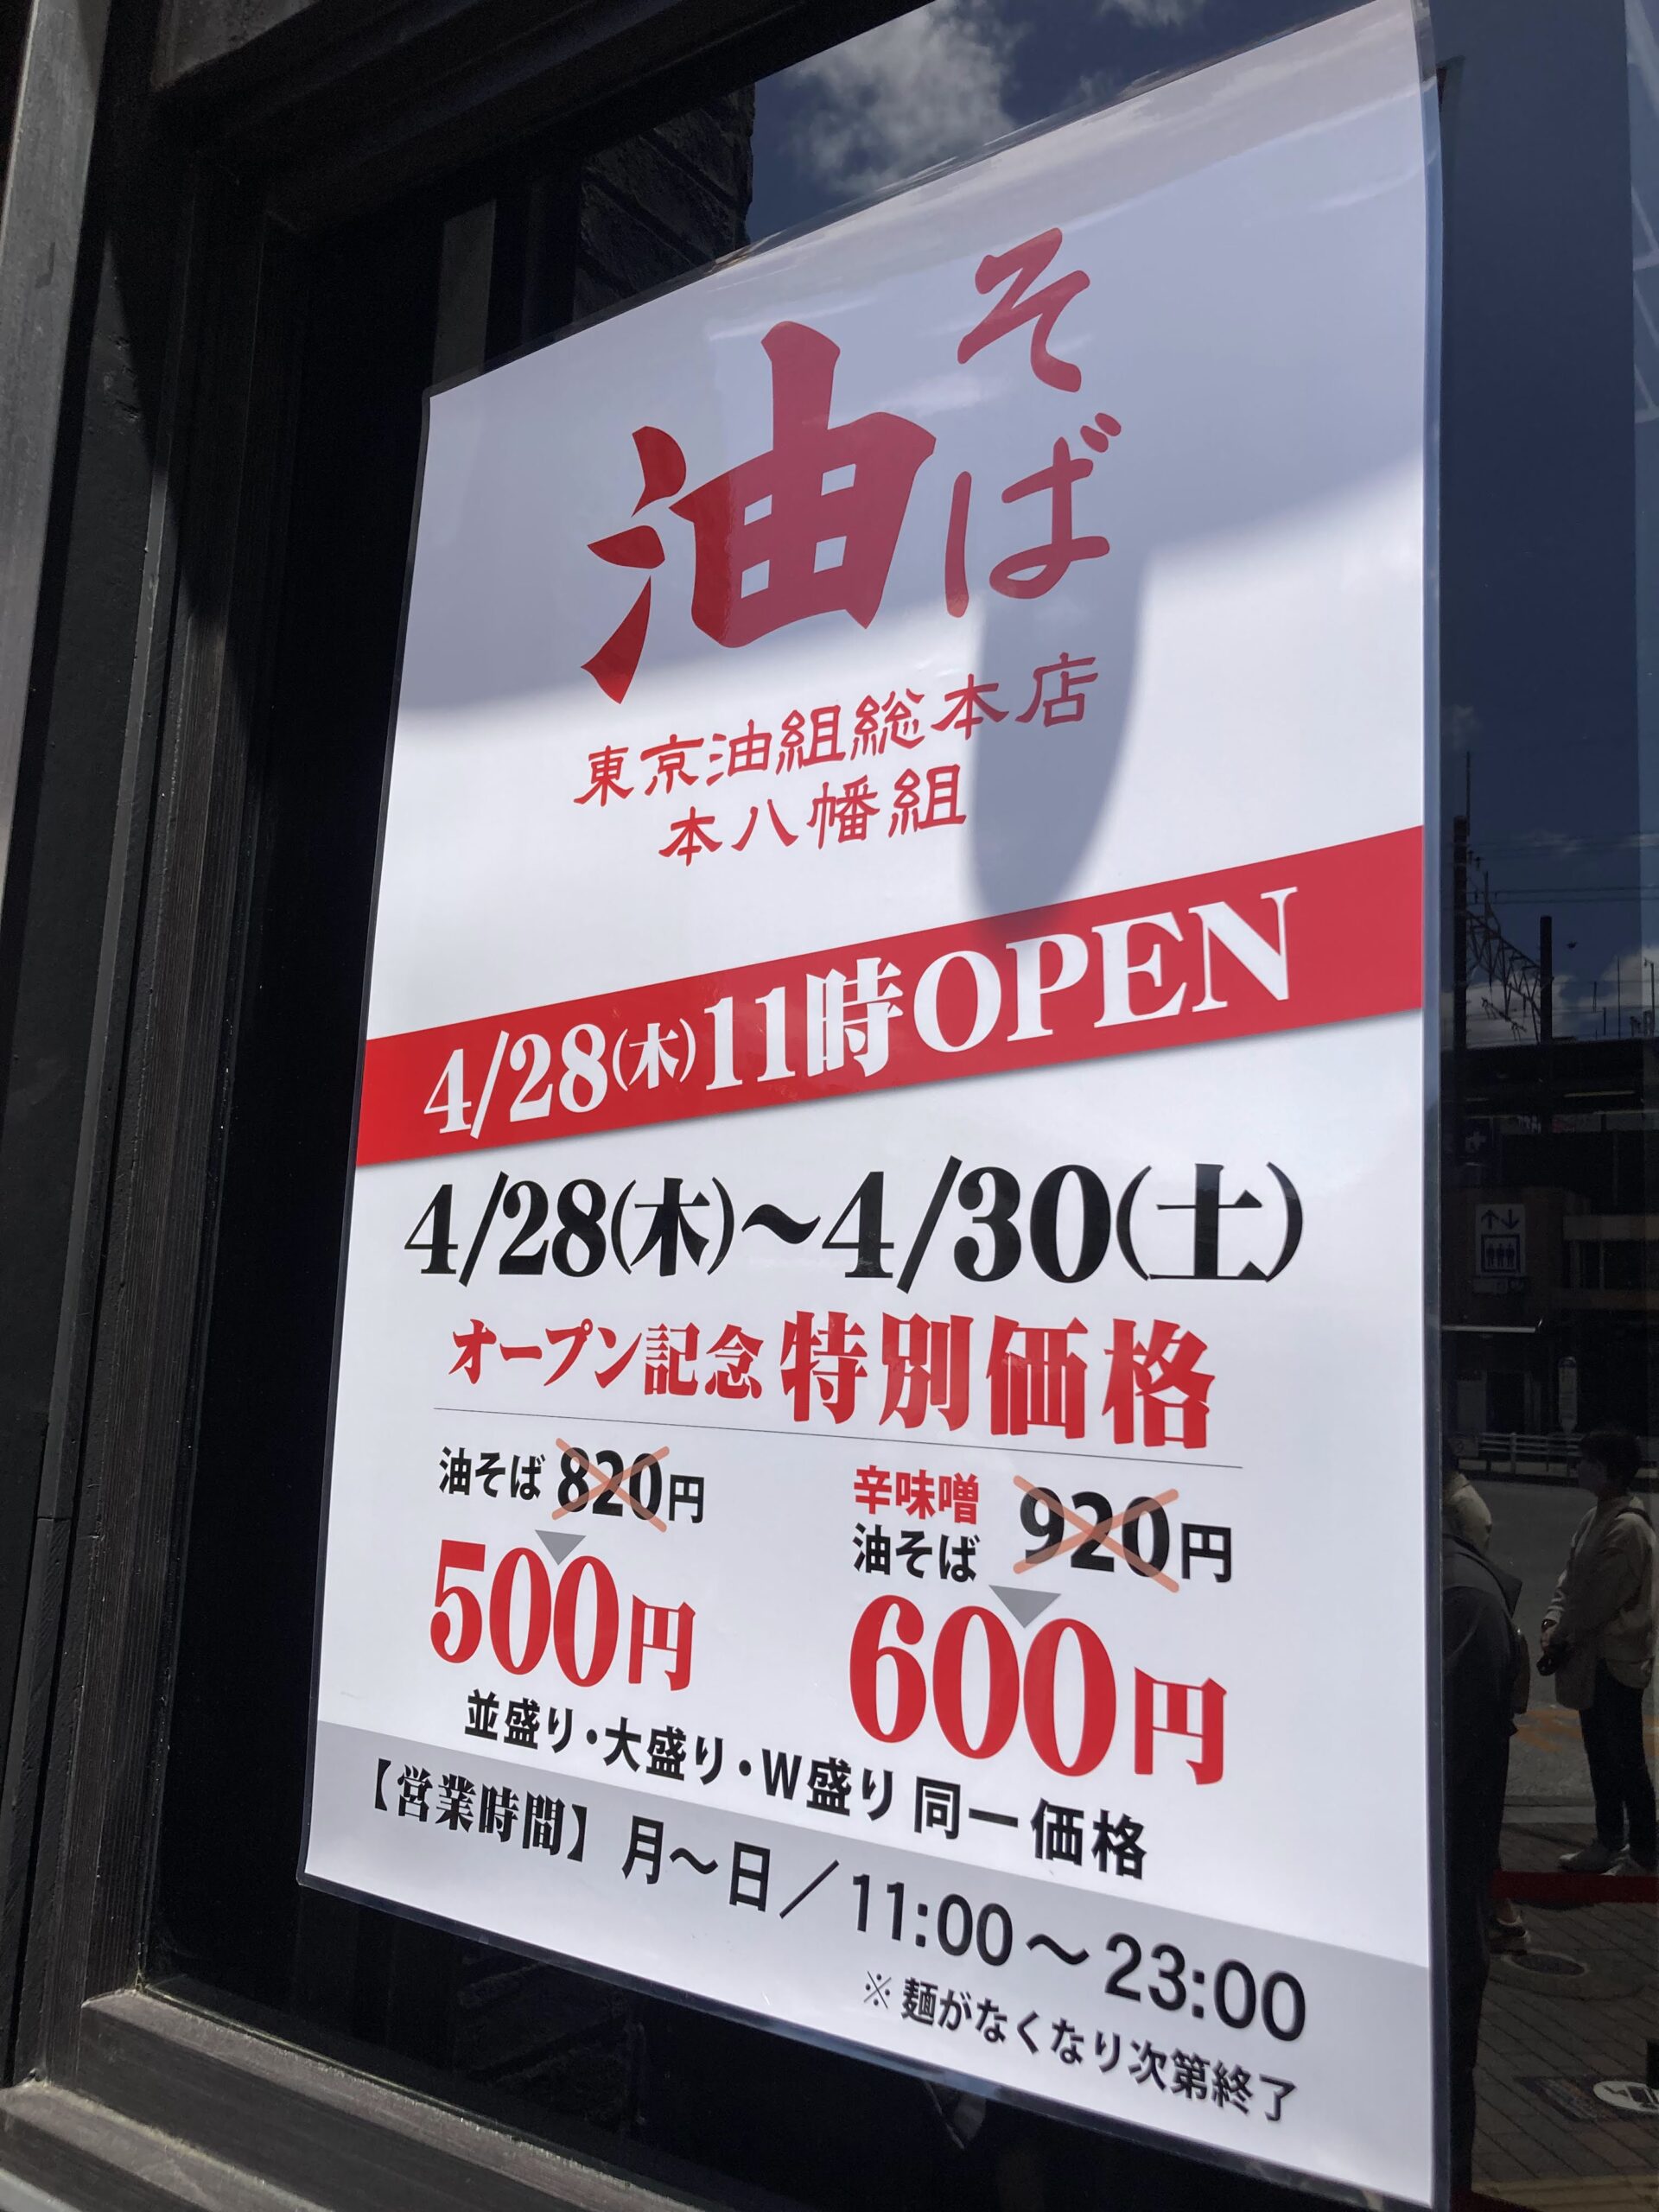 油そば
東京油組総本店
本八幡組
4/28(木)11時OPEN
4/28(木)～4/30(土)
オープン記念 特別価格
油そば 820円
500円
辛味噌
油そば 920円
600円
並盛り・大盛り・W盛り 同一価格
【営業時間】 月～日／11:00～23:00
※ 麺がなくなり次第終了